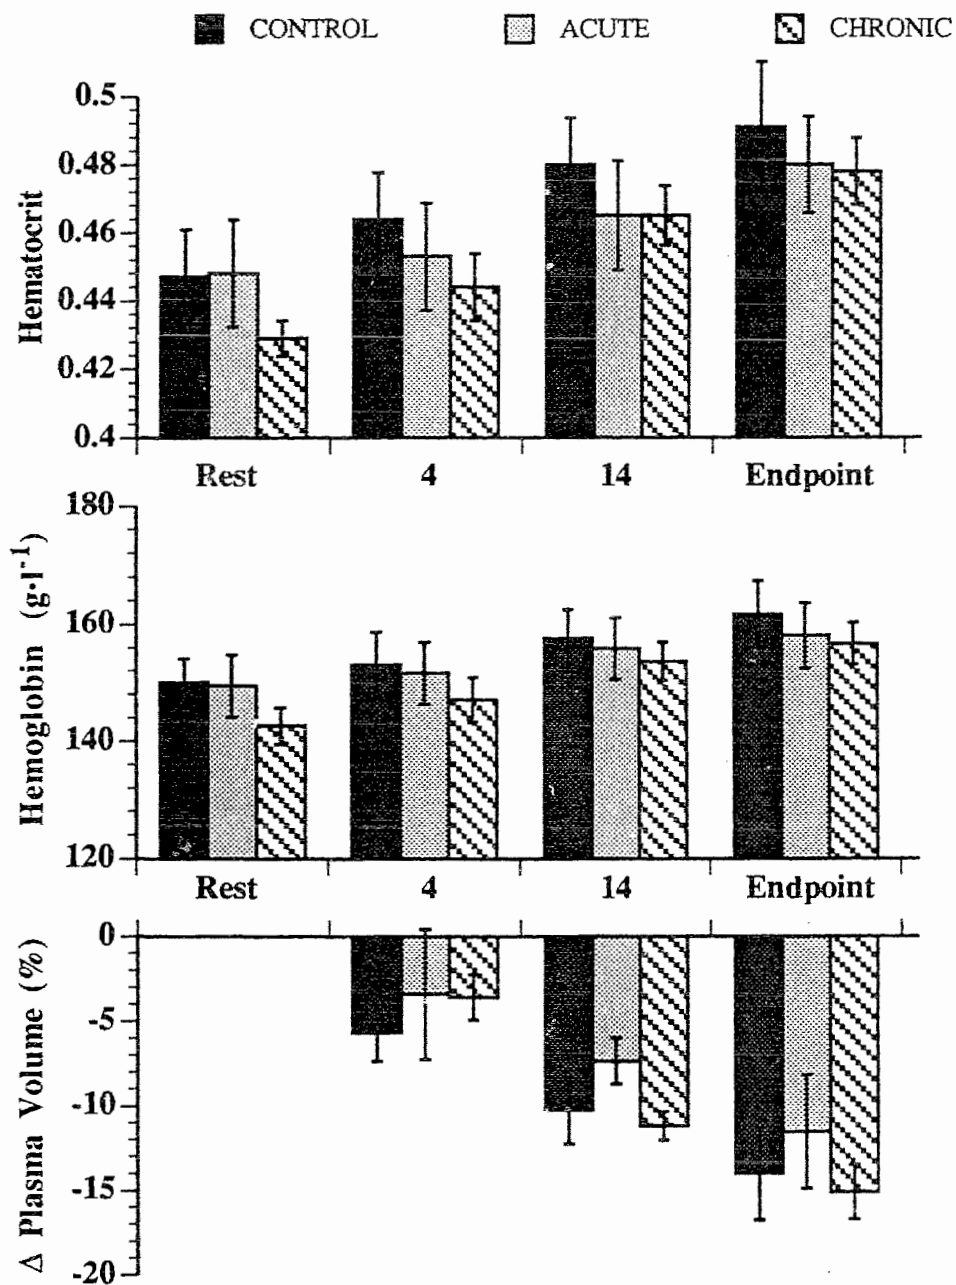 CONTROL ACUTE CHRONIC
Hematocrit
0.5
0.48
0.46
0.44
0.42
0.4
Rest 4 14 Endpoint
Hemoglobin (g·l⁻¹)
180
160
140
120
Rest 4 14 Endpoint
Δ Plasma Volume (%)
0
-5
-10
-15
-20